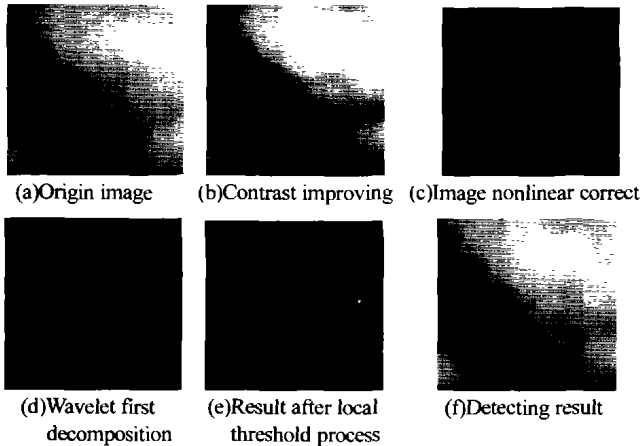 (a)Origin image
(b)Contrast improving
(c)Image nonlinear correct
(d)Wavelet first
decomposition
(e)Result after local
threshold process
(f)Detecting result